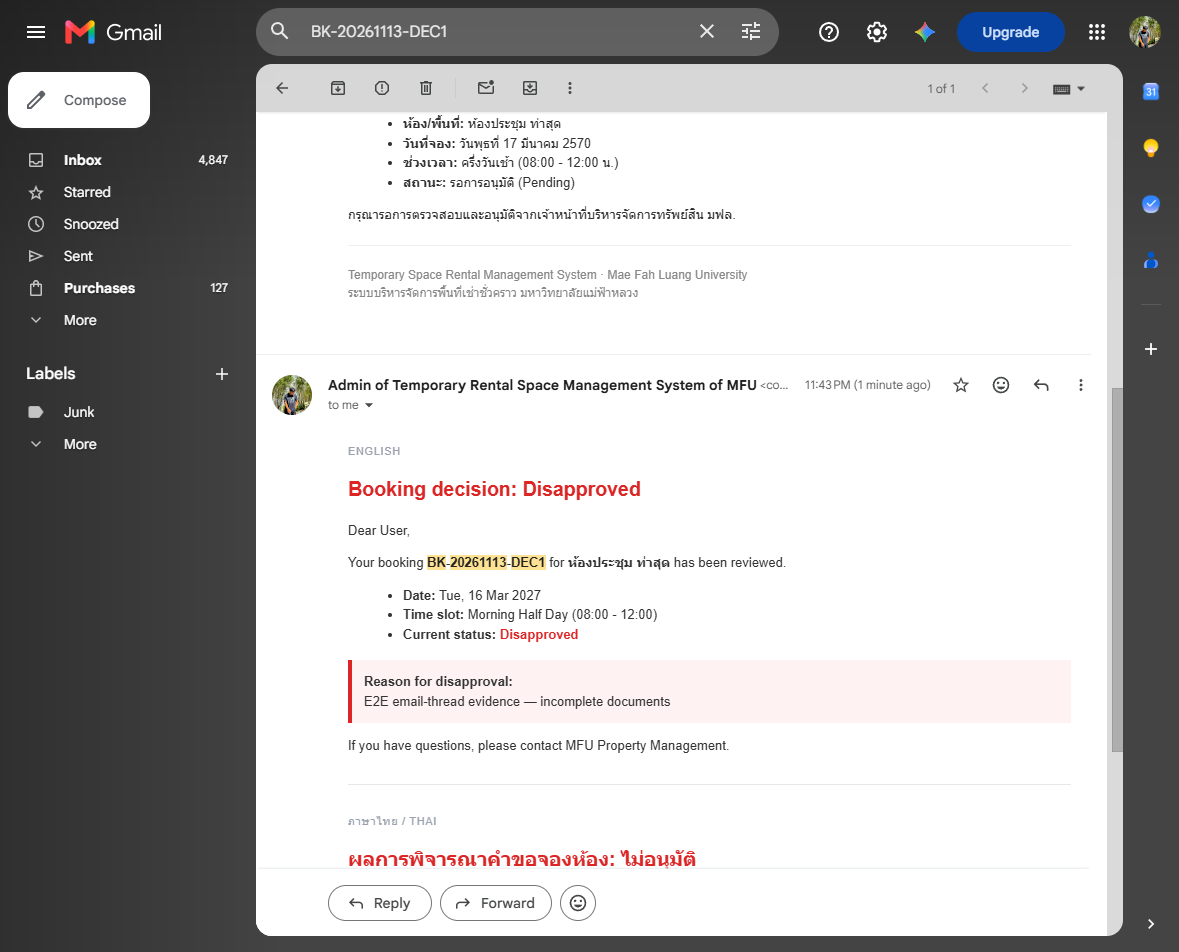 Gmail
BK-20261113-DEC1
Upgrade
Compose
Inbox 4,847
Starred
Snoozed
Sent
Purchases 127
More
Labels
Junk
More
1 of 1
31
ห้อง/พื้นที่: ห้องประชุม ท่าสุด
วันที่จอง: วันพุธที่ 17 มีนาคม 2570
ช่วงเวลา: ครึ่งวันเช้า (08:00 - 12:00 น.)
สถานะ: รอการอนุมัติ (Pending)
กรุณารอการตรวจสอบและอนุมัติจากเจ้าหน้าที่บริหารจัดการทรัพย์สิน มฟล.
Temporary Space Rental Management System · Mae Fah Luang University
ระบบบริหารจัดการพื้นที่เช่าชั่วคราว มหาวิทยาลัยแม่ฟ้าหลวง
Admin of Temporary Rental Space Management System of MFU <co... 11:43 PM (1 minute ago)
to me
ENGLISH
Booking decision: Disapproved
Dear User,
Your booking BK-20261113-DEC1 for ห้องประชุม ท่าสุด has been reviewed.
Date: Tue, 16 Mar 2027
Time slot: Morning Half Day (08:00 - 12:00)
Current status: Disapproved
Reason for disapproval:
E2E email-thread evidence — incomplete documents
If you have questions, please contact MFU Property Management.
ภาษาไทย / THAI
ผลการพิจารณาคำขอจองห้อง: ไม่อนุมัติ
Reply
Forward